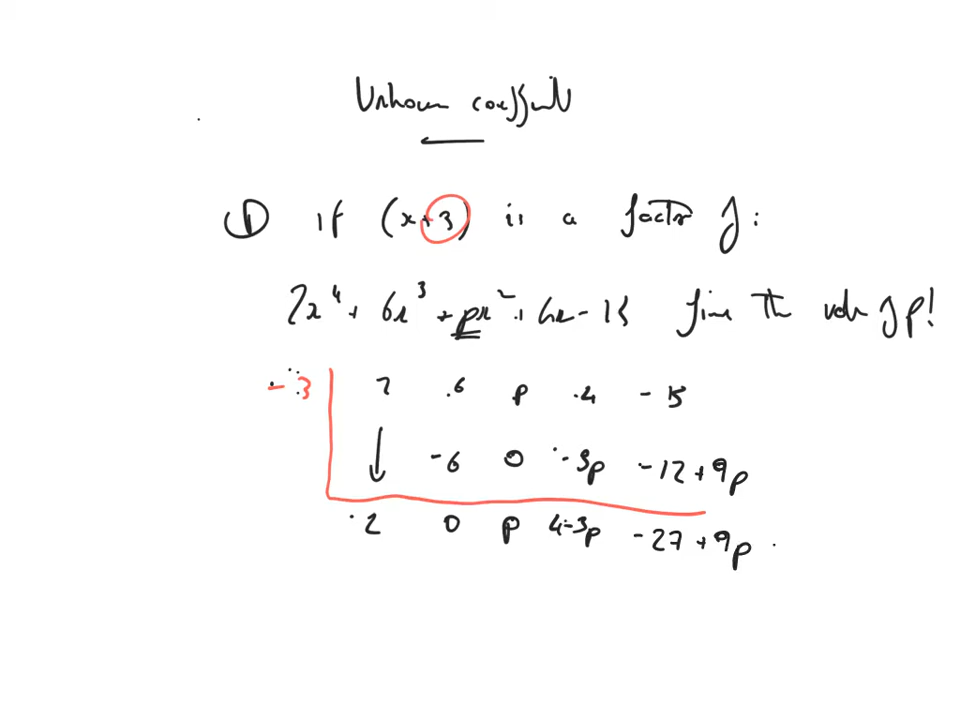 Unknown coefficients
① If (x+3) is a factor of:
2x⁴ + 6x³ + px² + 4x - 15 find the value of p!
-3 2 6 p 4 -15
-6 0 -3p -12+9p
2 0 p 4-3p -27+9p